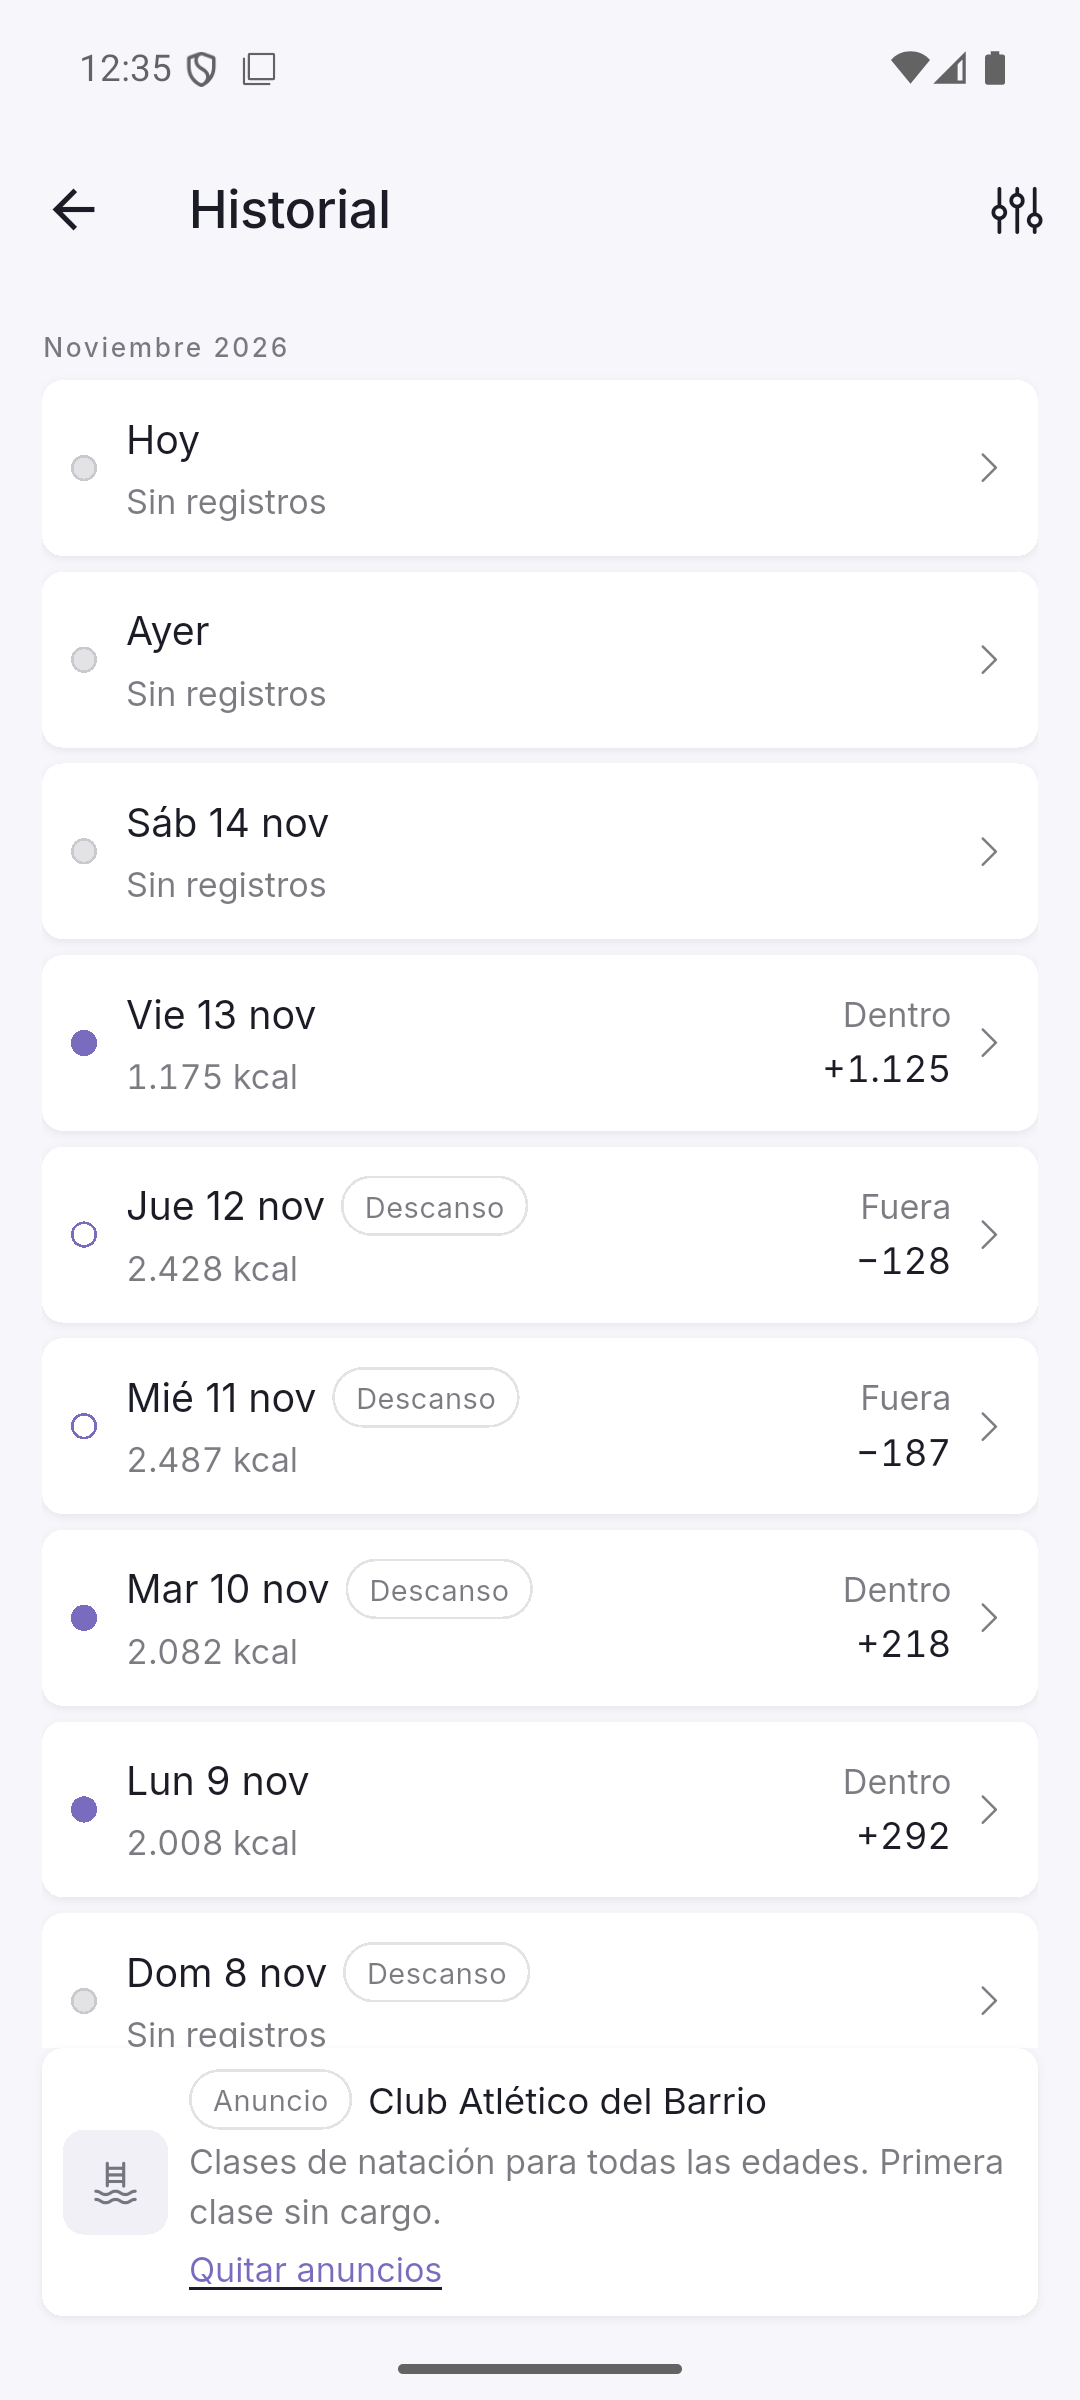 12:35
Historial
Noviembre 2026
Hoy
Sin registros
Ayer
Sin registros
Sáb 14 nov
Sin registros
Vie 13 nov
1.175 kcal
Dentro
+1.125
Jue 12 nov Descanso
2.428 kcal
Fuera
−128
Mié 11 nov Descanso
2.487 kcal
Fuera
−187
Mar 10 nov Descanso
2.082 kcal
Dentro
+218
Lun 9 nov
2.008 kcal
Dentro
+292
Dom 8 nov Descanso
Sin registros
Anuncio Club Atlético del Barrio
Clases de natación para todas las edades. Primera
clase sin cargo.
Quitar anuncios